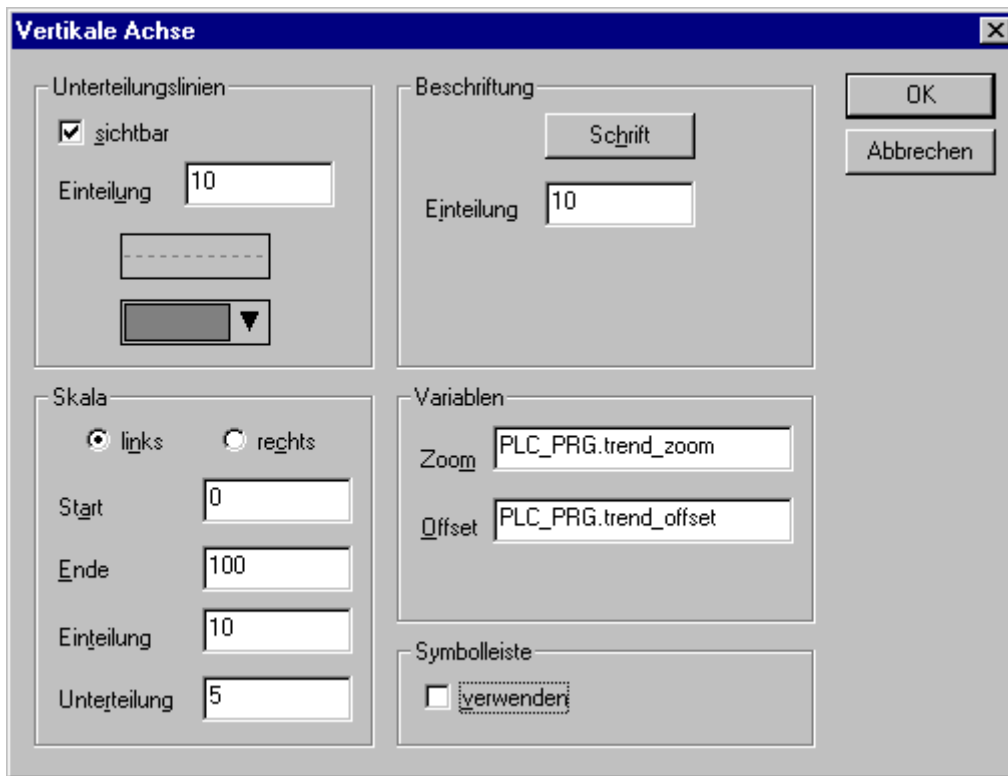 Vertikale Achse
Unterteilungslinien
sichtbar
Einteilung 10
Beschriftung
Schrift
Einteilung 10
OK
Abbrechen
Skala
links rechts
Start 0
Ende 100
Einteilung 10
Unterteilung 5
Variablen
Zoom PLC_PRG.trend_zoom
Offset PLC_PRG.trend_offset
Symbolleiste
verwenden